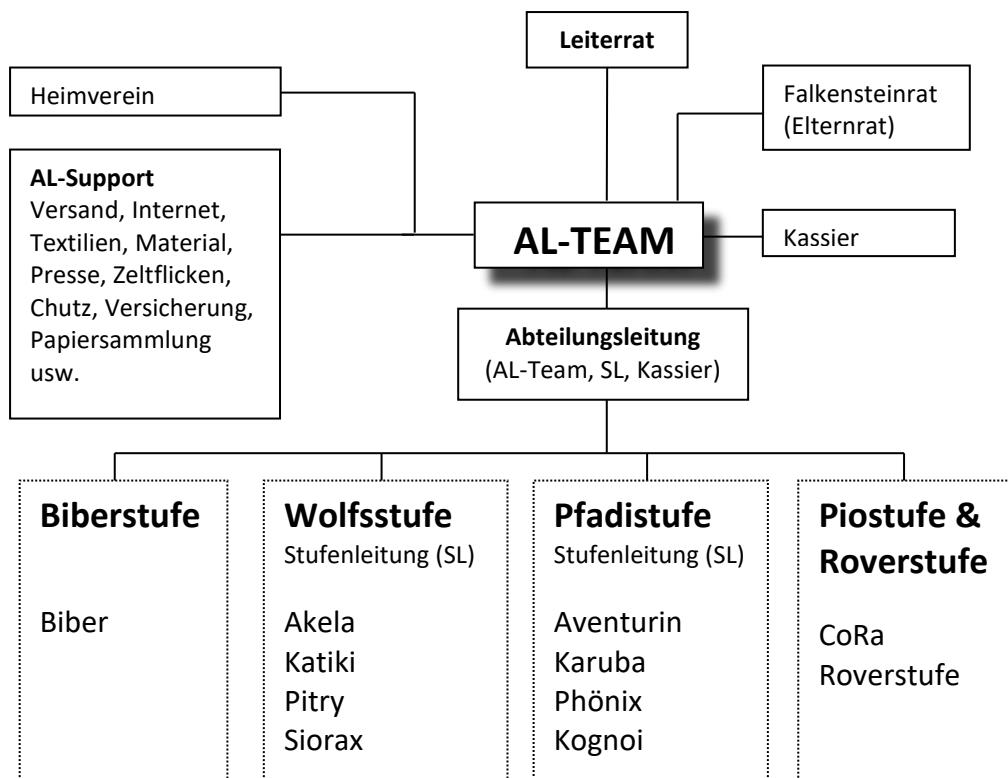 Leiterrat
Heimverein
Falkensteinrat
(Elternrat)
AL-Support
Versand, Internet,
Textilien, Material,
Presse, Zeltflicken,
Chutz, Versicherung,
Papiersammlung
usw.
AL-TEAM
Kassier
Abteilungsleitung
(AL-Team, SL, Kassier)
Biberstufe
Biber
Wolfsstufe
Stufenleitung (SL)
Akela
Katiki
Pitry
Siorax
Pfadistufe
Stufenleitung (SL)
Aventurin
Karuba
Phönix
Kognoi
Piostufe &
Roverstufe
CoRa
Roverstufe